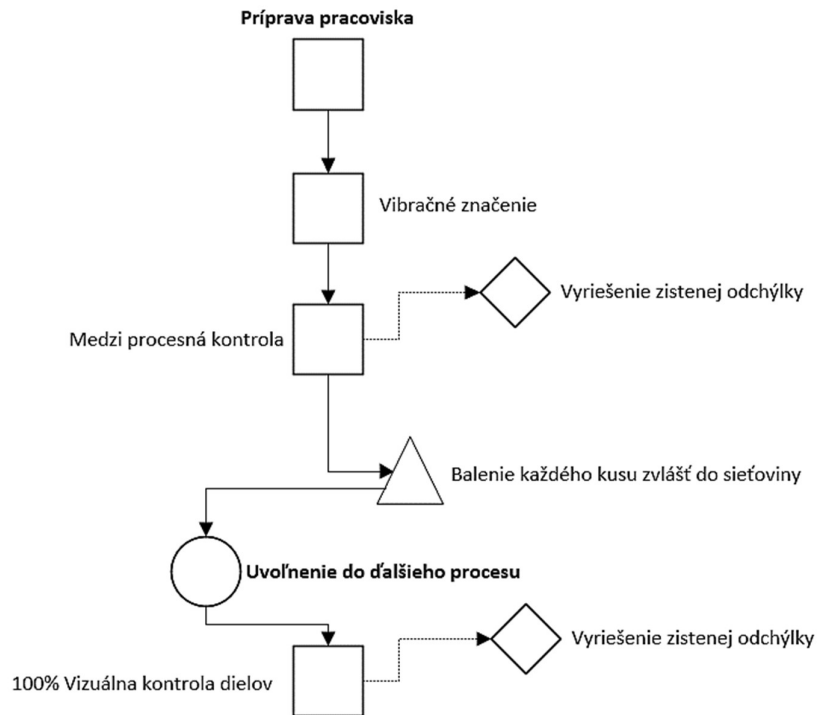 Príprava pracoviska
Vibračné značenie
Vyriešenie zistenej odchýlky
Medzi procesná kontrola
Balenie každého kusu zvlášť do sieťoviny
Uvoľnenie do ďalšieho procesu
Vyriešenie zistenej odchýlky
100% Vizuálna kontrola dielov